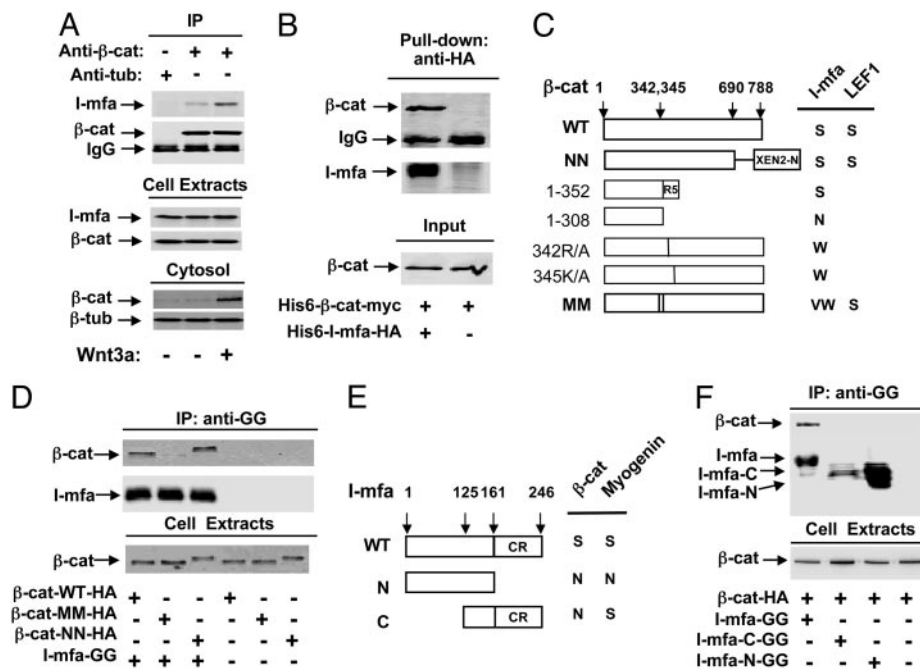 A
IP
Anti-β-cat: - + +
Anti-tub: + - -
I-mfa
β-cat
IgG
Cell Extracts
I-mfa
β-cat
Cytosol
β-cat
β-tub
Wnt3a: - - +
B
Pull-down:
anti-HA
β-cat
IgG
I-mfa
Input
β-cat
His6-β-cat-myc + +
His6-I-mfa-HA + -
C
β-cat 1 342,345 690 788 I-mfa LEF1
WT S S
NN XEN2-N S S
1-352 R5 S
1-308 N
342R/A W
345K/A W
MM VW S
D
IP: anti-GG
β-cat
I-mfa
Cell Extracts
β-cat
β-cat-WT-HA + +
β-cat-MM-HA + +
β-cat-NN-HA + +
I-mfa-GG + + +
E
I-mfa 1 125 161 246 β-cat Myogenin
WT CR S S
N N N
C CR N S
F
IP: anti-GG
β-cat
I-mfa
I-mfa-C
I-mfa-N
Cell Extracts
β-cat
β-cat-HA + + + +
I-mfa-GG +
I-mfa-C-GG +
I-mfa-N-GG +